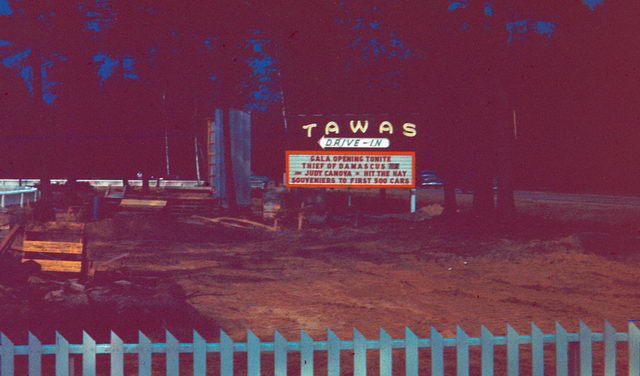 TAWAS
DRIVE-IN
GALA OPENING TONITE
THIEF OF DAMASCUS
JUDY CANOVA * HIT THE HAY
SOUVENIERS TO FIRST 500 CARS